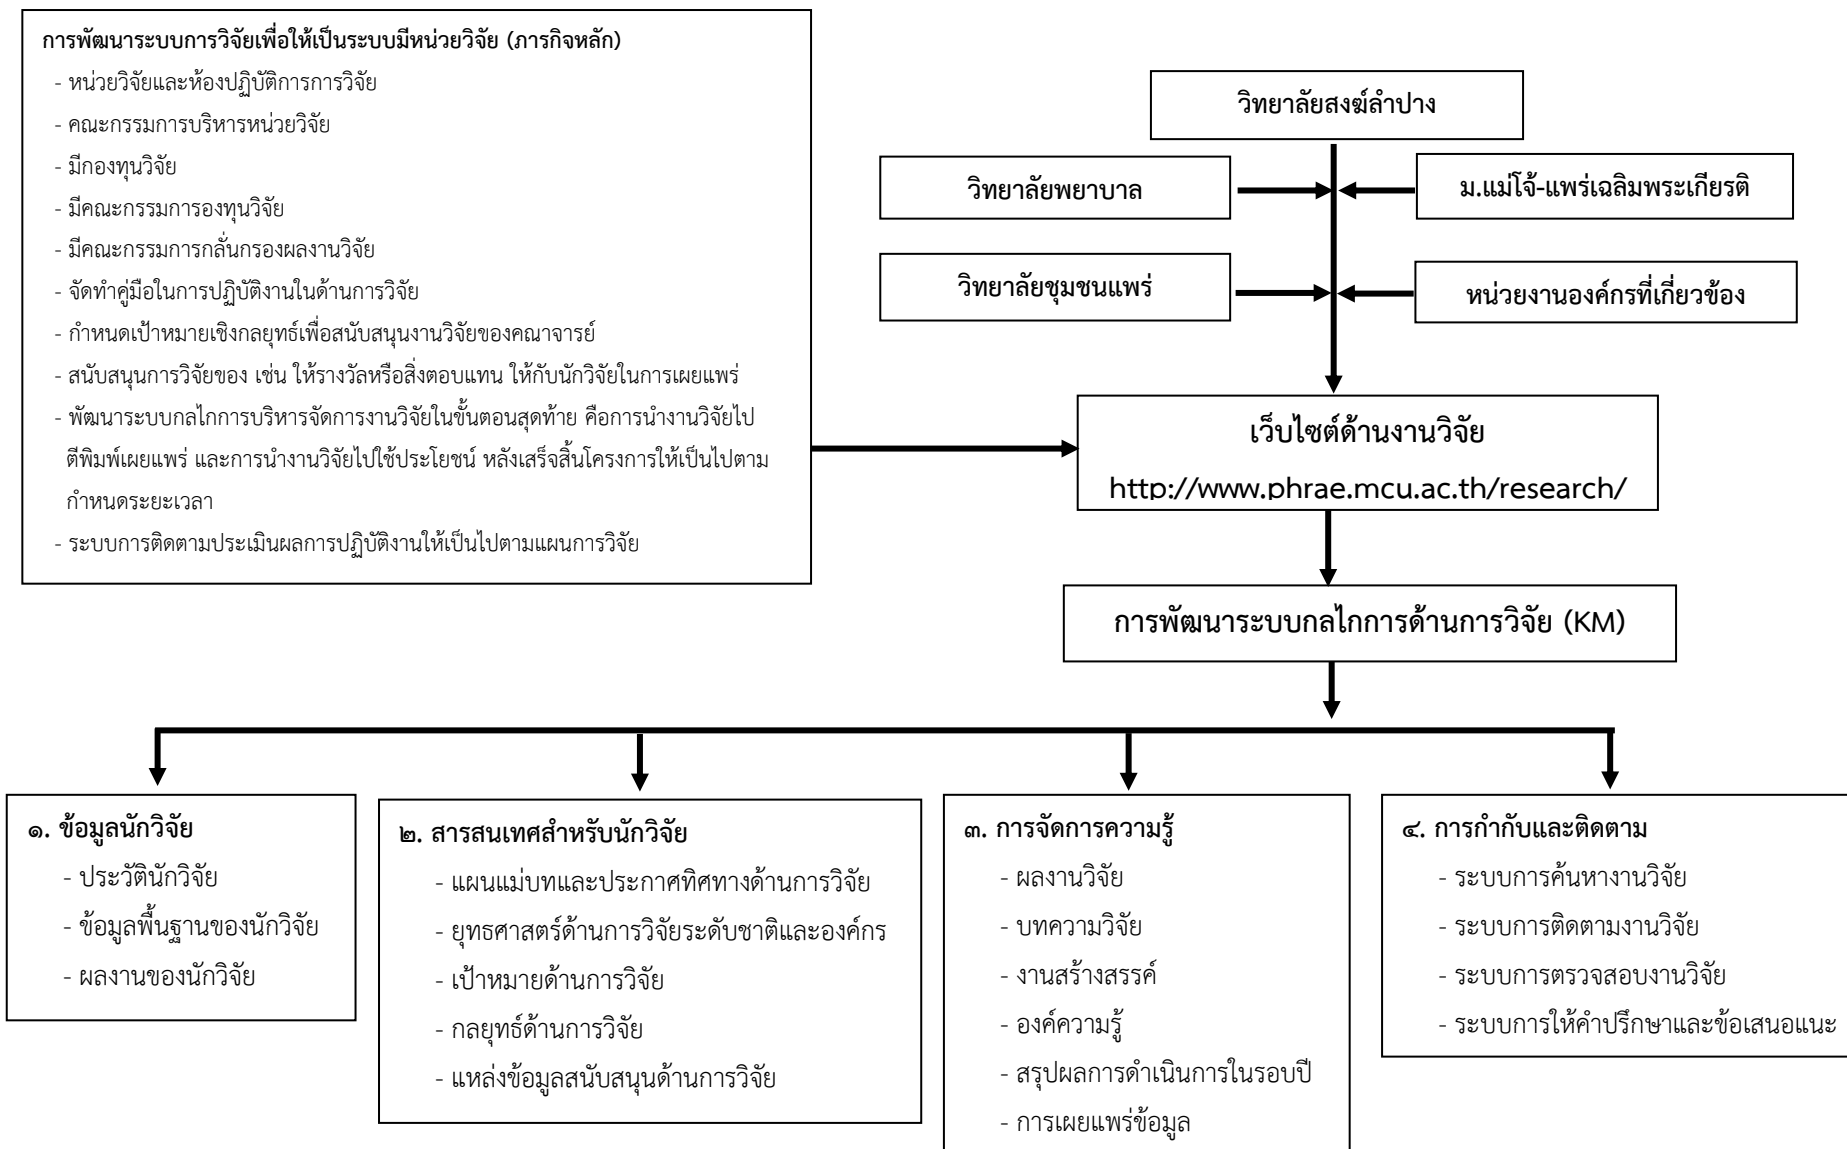 การพัฒนาระบบการวิจัยเพื่อให้เป็นระบบมีหน่วยวิจัย (ภารกิจหลัก)
- หน่วยวิจัยและห้องปฏิบัติการการวิจัย
- คณะกรรมการบริหารหน่วยวิจัย
- มีกองทุนวิจัย
- มีคณะกรรมการองทุนวิจัย
- มีคณะกรรมการกลั่นกรองผลงานวิจัย
- จัดทำคู่มือในการปฏิบัติงานในด้านการวิจัย
- กำหนดเป้าหมายเชิงกลยุทธ์เพื่อสนับสนุนงานวิจัยของคณาจารย์
- สนับสนุนการวิจัยของ เช่น ให้รางวัลหรือสิ่งตอบแทน ให้กับนักวิจัยในการเผยแพร่
- พัฒนาระบบกลไกการบริหารจัดการงานวิจัยในขั้นตอนสุดท้าย คือการนำงานวิจัยไป
ตีพิมพ์เผยแพร่ และการนำงานวิจัยไปใช้ประโยชน์ หลังเสร็จสิ้นโครงการให้เป็นไปตาม
กำหนดระยะเวลา
- ระบบการติดตามประเมินผลการปฏิบัติงานให้เป็นไปตามแผนการวิจัย
วิทยาลัยสงฆ์ลำปาง
วิทยาลัยพยาบาล
ม.แม่โจ้-แพร่เฉลิมพระเกียรติ
วิทยาลัยชุมชนแพร่
หน่วยงานองค์กรที่เกี่ยวข้อง
เว็บไซต์ด้านงานวิจัย
http://www.phrae.mcu.ac.th/research/
การพัฒนาระบบกลไกการด้านการวิจัย (KM)
๑. ข้อมูลนักวิจัย
- ประวัตินักวิจัย
- ข้อมูลพื้นฐานของนักวิจัย
- ผลงานของนักวิจัย
๒. สารสนเทศสำหรับนักวิจัย
- แผนแม่บทและประกาศทิศทางด้านการวิจัย
- ยุทธศาสตร์ด้านการวิจัยระดับชาติและองค์กร
- เป้าหมายด้านการวิจัย
- กลยุทธ์ด้านการวิจัย
- แหล่งข้อมูลสนับสนุนด้านการวิจัย
๓. การจัดการความรู้
- ผลงานวิจัย
- บทความวิจัย
- งานสร้างสรรค์
- องค์ความรู้
- สรุปผลการดำเนินการในรอบปี
- การเผยแพร่ข้อมูล
๔. การกำกับและติดตาม
- ระบบการค้นหางานวิจัย
- ระบบการติดตามงานวิจัย
- ระบบการตรวจสอบงานวิจัย
- ระบบการให้คำปรึกษาและข้อเสนอแนะ